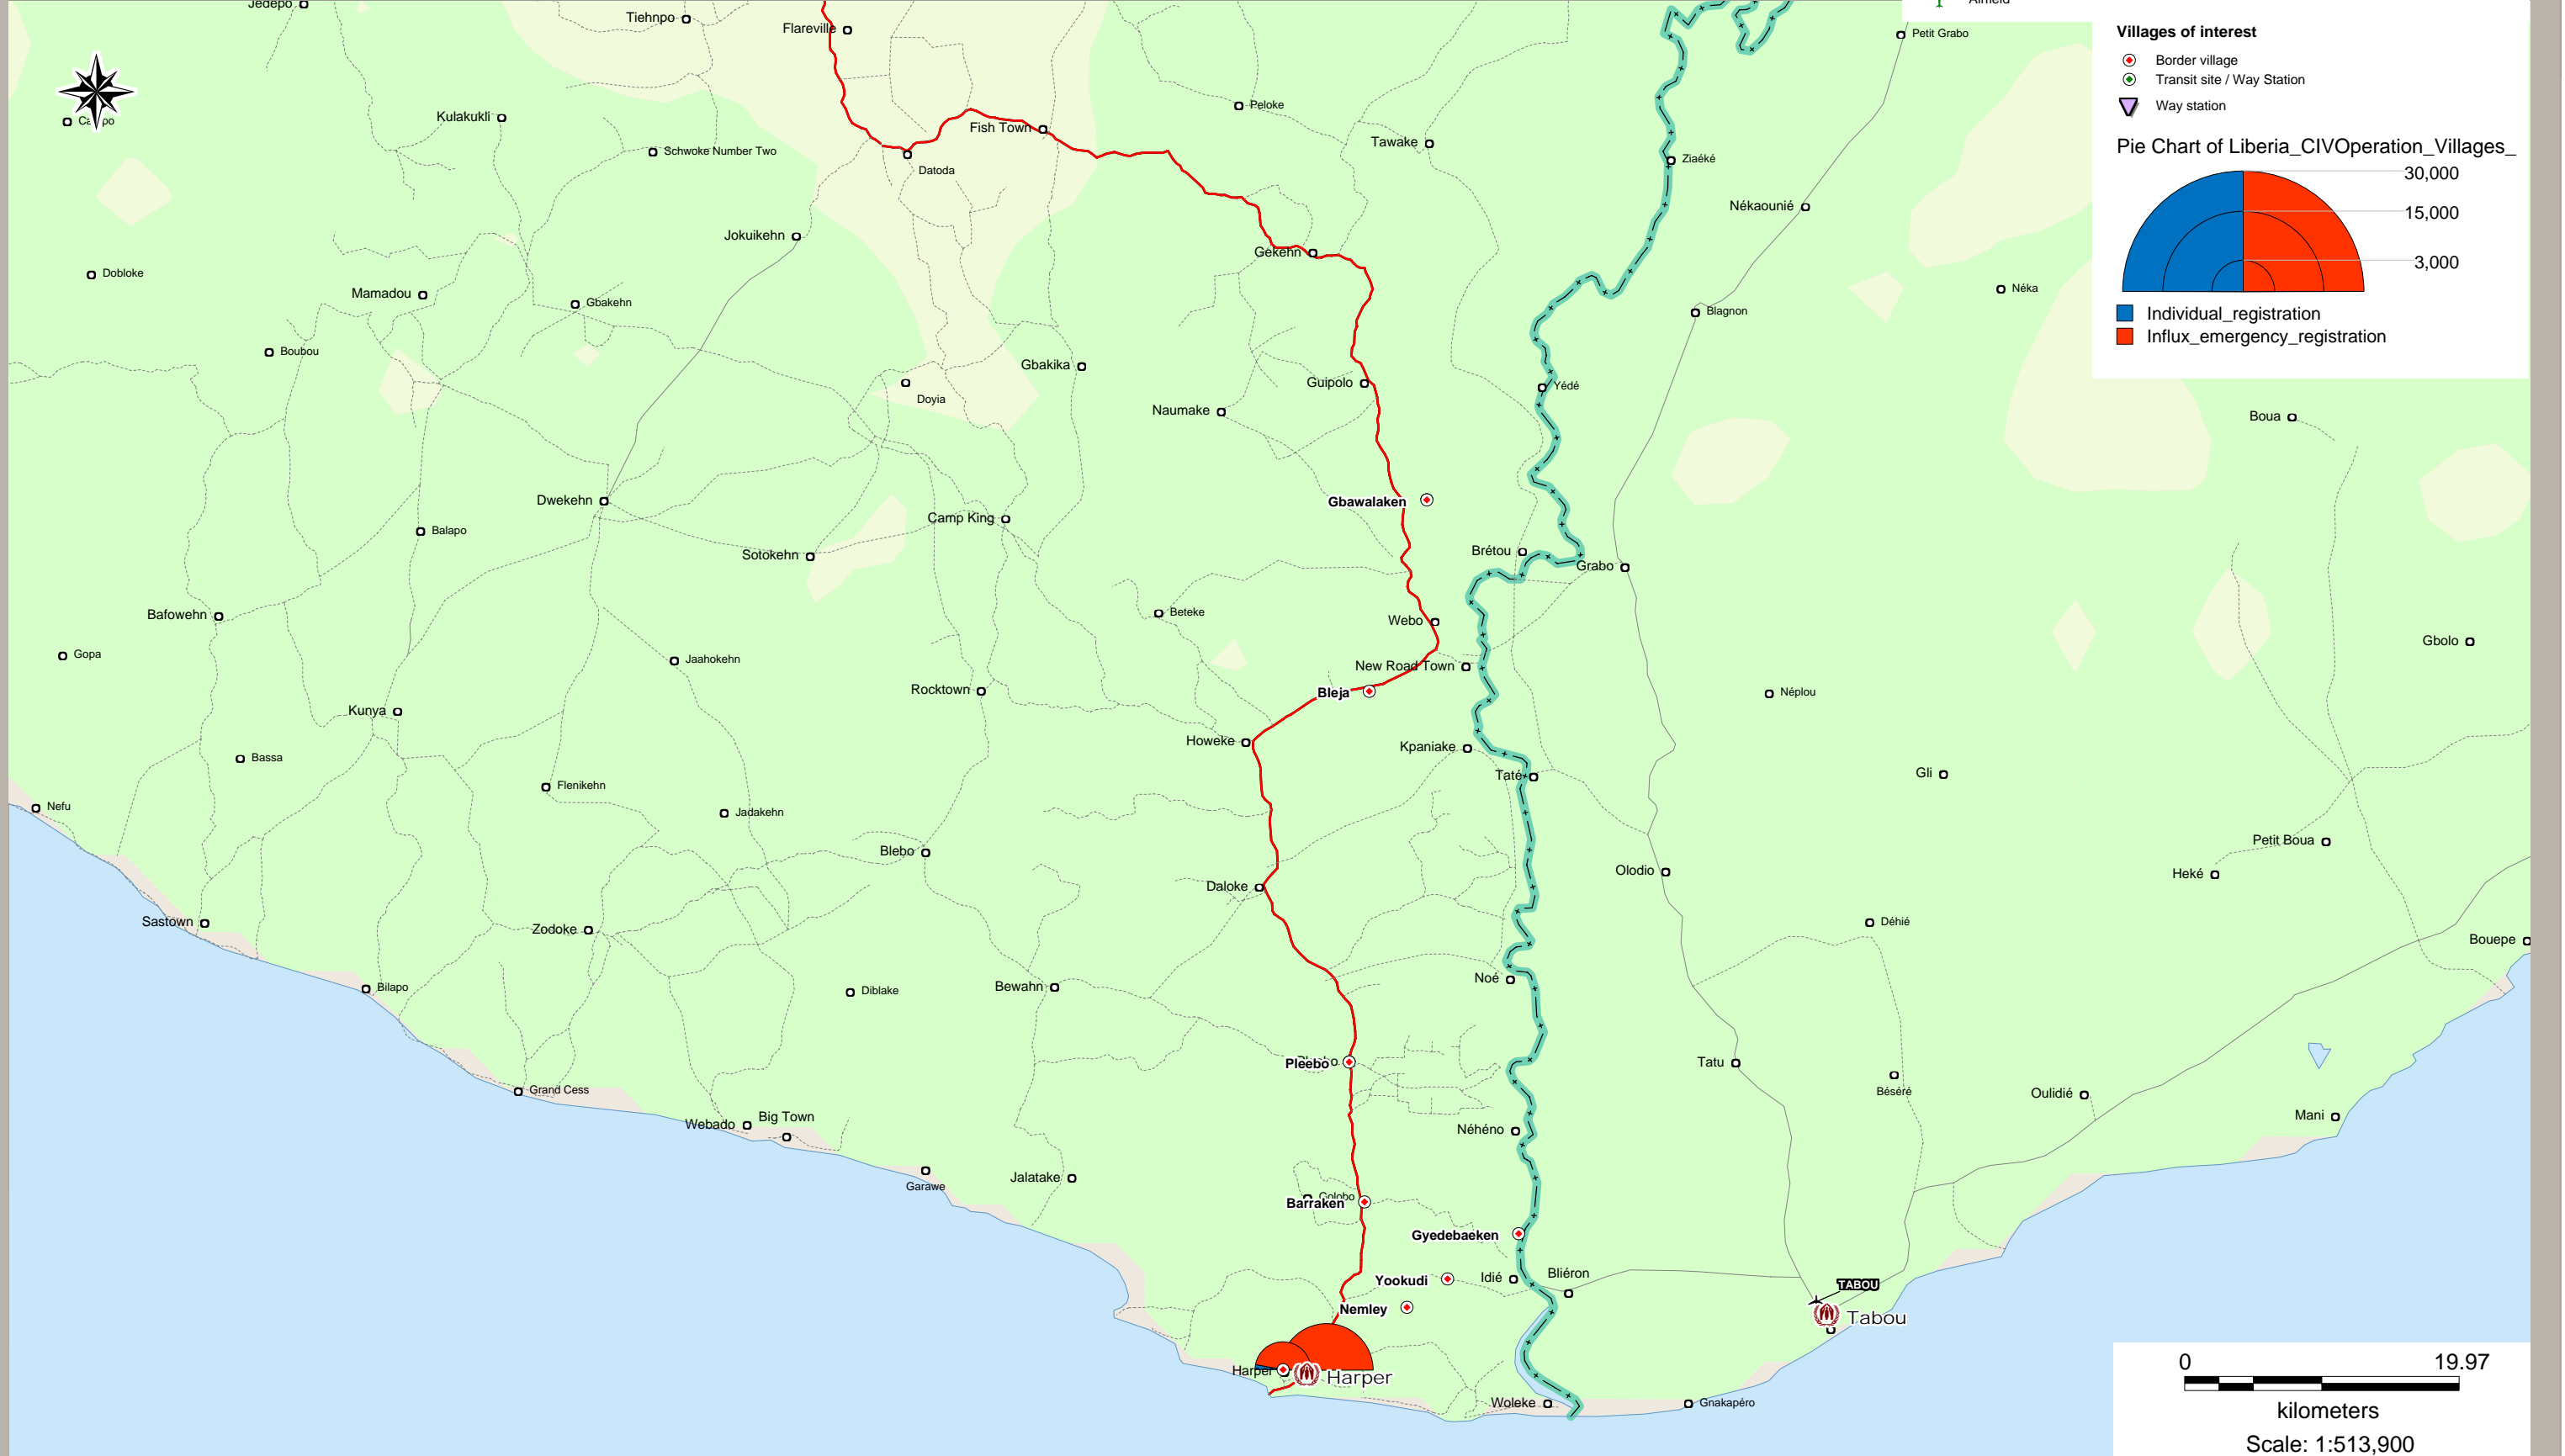 Jedepo
Tiehnpo
Flareville
Airfield
Petit Grabo
Villages of interest
Border village
Transit site / Way Station
Way station
Pie Chart of Liberia_CIVOperation_Villages_
30,000
15,000
3,000
Individual_registration
Influx_emergency_registration
Kulakukli
Schwoke Number Two
Fish Town
Datoda
Peloke
Tawake
Ziaéké
Nékaounié
Jokuikehn
Gekehn
Dobloke
Mamadou
Gbakehn
Blagnon
Néka
Boubou
Gbakika
Doyia
Guipolo
Yédé
Naumake
Boua
Dwekehn
Gbawalaken
Balapo
Camp King
Sotokehn
Brétou
Grabo
Bafowehn
Beteke
Webo
Gopa
Jaahokehn
New Road Town
Gbolo
Rocktown
Bleja
Néplou
Kunya
Howeke
Kpaniake
Bassa
Taté
Gli
Flenikehn
Nefu
Jadakehn
Blebo
Petit Boua
Olodio
Heké
Daloke
Sastown
Zodoke
Déhié
Bouepe
Noé
Bewahn
Bilapo
Diblake
Pleebo
Tatu
Béséré
Grand Cess
Oulidié
Mani
Webado
Big Town
Néhéno
Garawe
Jalatake
Golobo
Barraken
Gyedebaeken
Yookudi
Idié
Bliéron
TABOU
Nemley
Tabou
Harper
Harper
Woleke
Gnakapéro
0
19.97
kilometers
Scale: 1:513,900